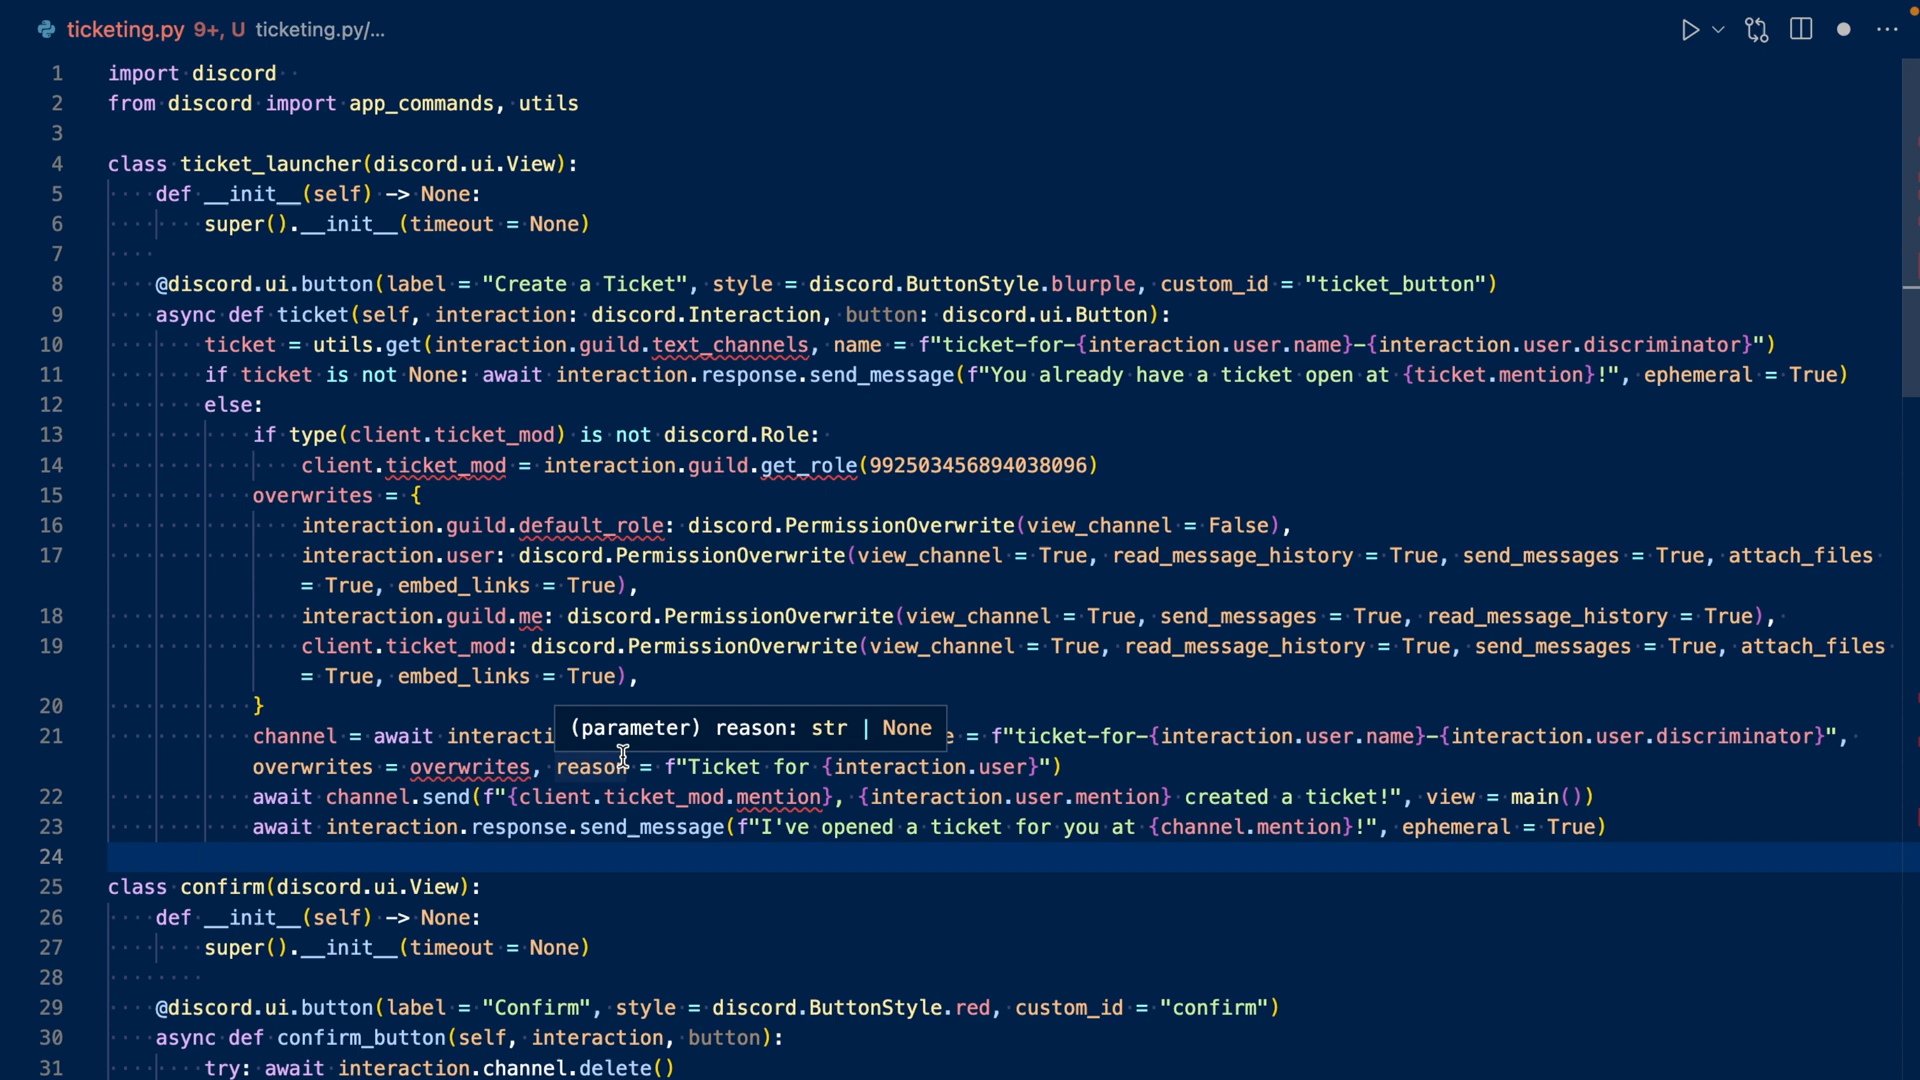 ticketing.py 9+, U ticketing.py/...
1 import discord
2 from discord import app_commands, utils
3
4 class ticket_launcher(discord.ui.View):
5 def __init__(self) -> None:
6 super().__init__(timeout = None)
7
8 @discord.ui.button(label = "Create a Ticket", style = discord.ButtonStyle.blurple, custom_id = "ticket_button")
9 async def ticket(self, interaction: discord.Interaction, button: discord.ui.Button):
10 ticket = utils.get(interaction.guild.text_channels, name = f"ticket-for-{interaction.user.name}-{interaction.user.discriminator}")
11 if ticket is not None: await interaction.response.send_message(f"You already have a ticket open at {ticket.mention}!", ephemeral = True)
12 else:
13 if type(client.ticket_mod) is not discord.Role:
14 client.ticket_mod = interaction.guild.get_role(992503456894038096)
15 overwrites = {
16 interaction.guild.default_role: discord.PermissionOverwrite(view_channel = False),
17 interaction.user: discord.PermissionOverwrite(view_channel = True, read_message_history = True, send_messages = True, attach_files
= True, embed_links = True),
18 interaction.guild.me: discord.PermissionOverwrite(view_channel = True, send_messages = True, read_message_history = True),
19 client.ticket_mod: discord.PermissionOverwrite(view_channel = True, read_message_history = True, send_messages = True, attach_files
= True, embed_links = True),
20 }
(parameter) reason: str | None
21 channel = await interacti = f"ticket-for-{interaction.user.name}-{interaction.user.discriminator}",
overwrites = overwrites, reason = f"Ticket for {interaction.user}")
22 await channel.send(f"{client.ticket_mod.mention}, {interaction.user.mention} created a ticket!", view = main())
23 await interaction.response.send_message(f"I've opened a ticket for you at {channel.mention}!", ephemeral = True)
24
25 class confirm(discord.ui.View):
26 def __init__(self) -> None:
27 super().__init__(timeout = None)
28
29 @discord.ui.button(label = "Confirm", style = discord.ButtonStyle.red, custom_id = "confirm")
30 async def confirm_button(self, interaction, button):
31 try: await interaction.channel.delete()